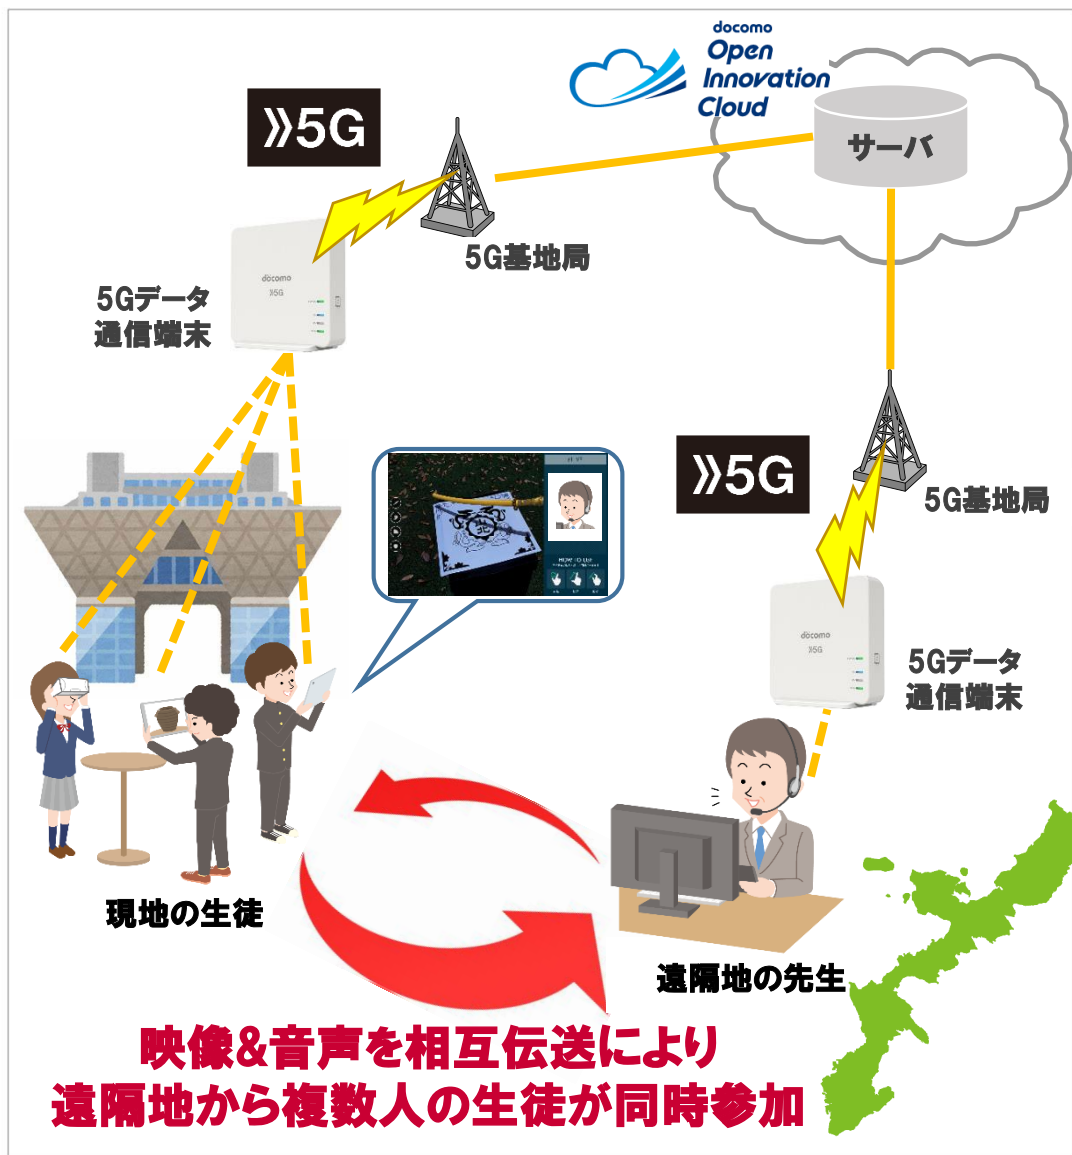 docomo
Open
Innovation
Cloud
サーバ
5G
5G基地局
docomo
5G
5Gデータ
通信端末
5G
5G基地局
HOW TO USE
docomo
5G
5Gデータ
通信端末
現地の生徒
遠隔地の先生
映像&音声を相互伝送により
遠隔地から複数人の生徒が同時参加